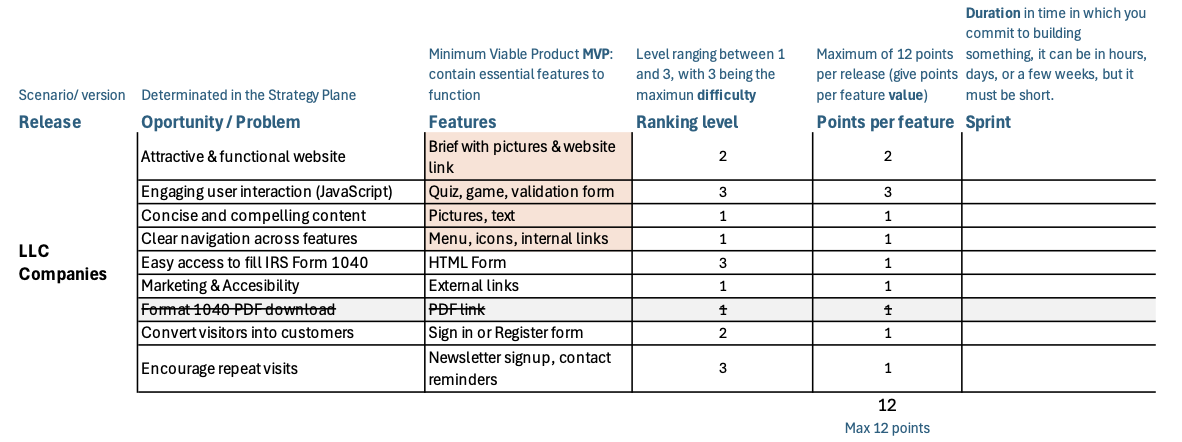 Duration in time in which you
commit to building
Minimum Viable Product MVP: Level ranging between 1 Maximum of 12 points something, it can be in hours,
contain essential features to and 3, with 3 being the per release (give points days, or a few weeks, but it
Scenario/ version Determinated in the Strategy Plane function maximun difficulty per feature value) must be short.
Release Oportunity / Problem Features Ranking level Points per feature Sprint
Attractive & functional website Brief with pictures & website link 2 2
Engaging user interaction (JavaScript) Quiz, game, validation form 3 3
Concise and compelling content Pictures, text 1 1
Clear navigation across features Menu, icons, internal links 1 1
LLC Companies
Easy access to fill IRS Form 1040 HTML Form 3 1
Marketing & Accesibility External links 1 1
Format 1040 PDF download PDF link 1 1
Convert visitors into customers Sign in or Register form 2 1
Encourage repeat visits Newsletter signup, contact reminders 3 1
12
Max 12 points